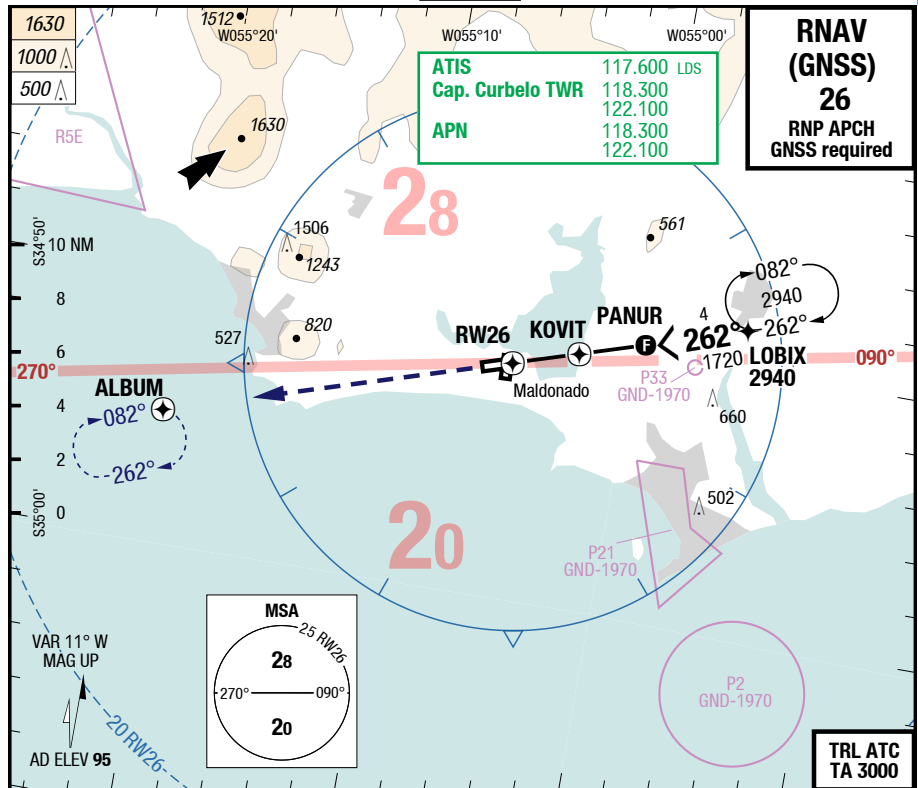 1630
1000
500
1512
W055°20'
W055°10'
W055°00'
RNAV
(GNSS)
26
RNP APCH
GNSS required
ATIS 117.600 LDS
Cap. Curbelo TWR 118.300
122.100
APN 118.300
122.100
R5E
1630
28
561
S34°50'
10 NM
1506
1243
082°
2940
262°
8
527
820
6
RW26
KOVIT
PANUR
F
4
262°
1720
LOBIX
2940
270°
090°
Maldonado
P33
GND-1970
ALBUM
4
082°
262°
660
2
S35°00'
0
502
20
P21
GND-1970
MSA
25 RW26
28
270°
090°
20
VAR 11° W
MAG UP
20 RW26
AD ELEV 95
P2
GND-1970
TRL ATC
TA 3000